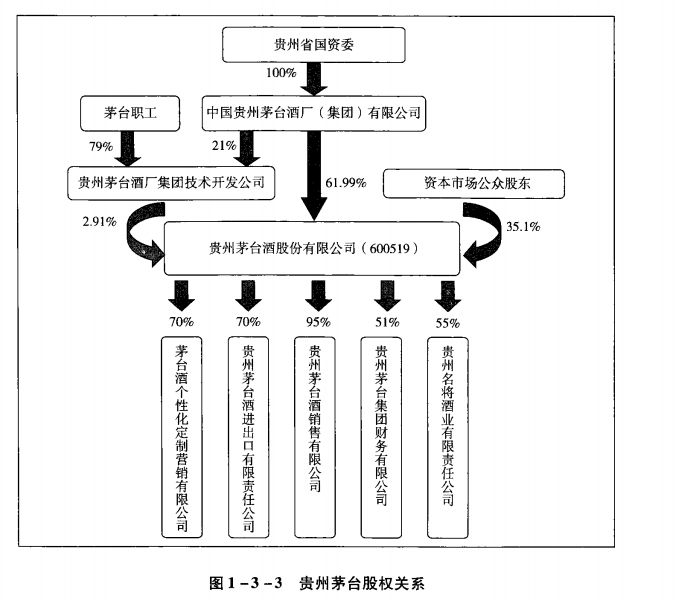 贵州省国资委
100%
茅台职工
中国贵州茅台酒厂（集团）有限公司
79%
21%
61.99%
贵州茅台酒厂集团技术开发公司
资本市场公众股东
2.91%
35.1%
贵州茅台酒股份有限公司（600519）
70%
70%
95%
51%
55%
茅台酒个性化定制营销有限公司
贵州茅台酒进出口有限责任公司
贵州茅台酒销售有限公司
贵州茅台集团财务有限公司
贵州名将酒业有限责任公司
图1-3-3 贵州茅台股权关系